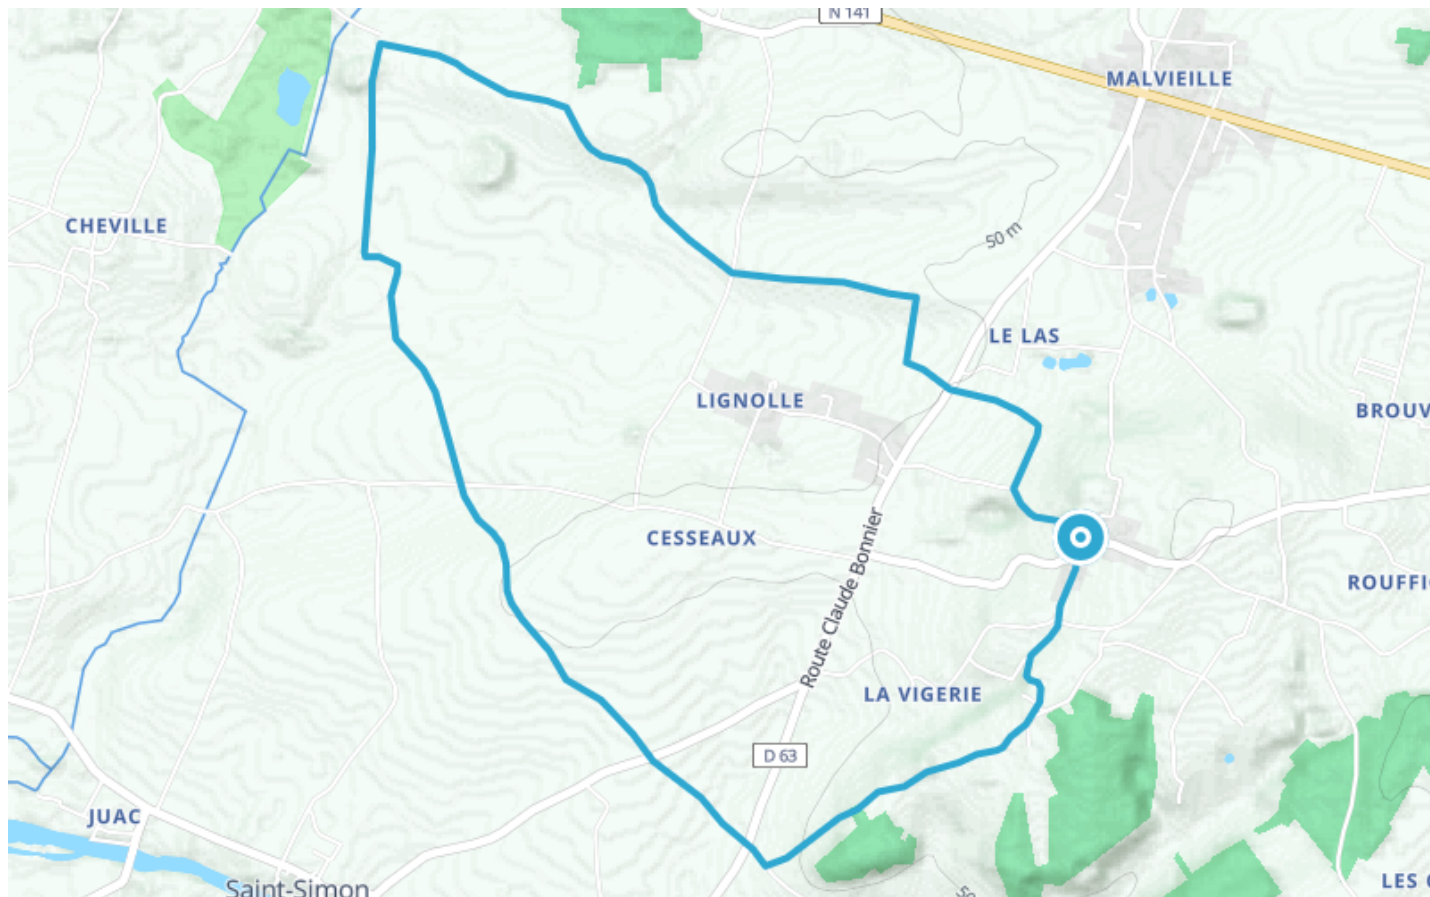 N 141
MALVIEILLE
CHEVILLE
50 m
LE LAS
LIGNOLLE
BROUV
CESSEAUX
Route Claude Bonnier
ROUFFI
LA VIGERIE
D 63
JUAC
Saint-Simon
LES
50